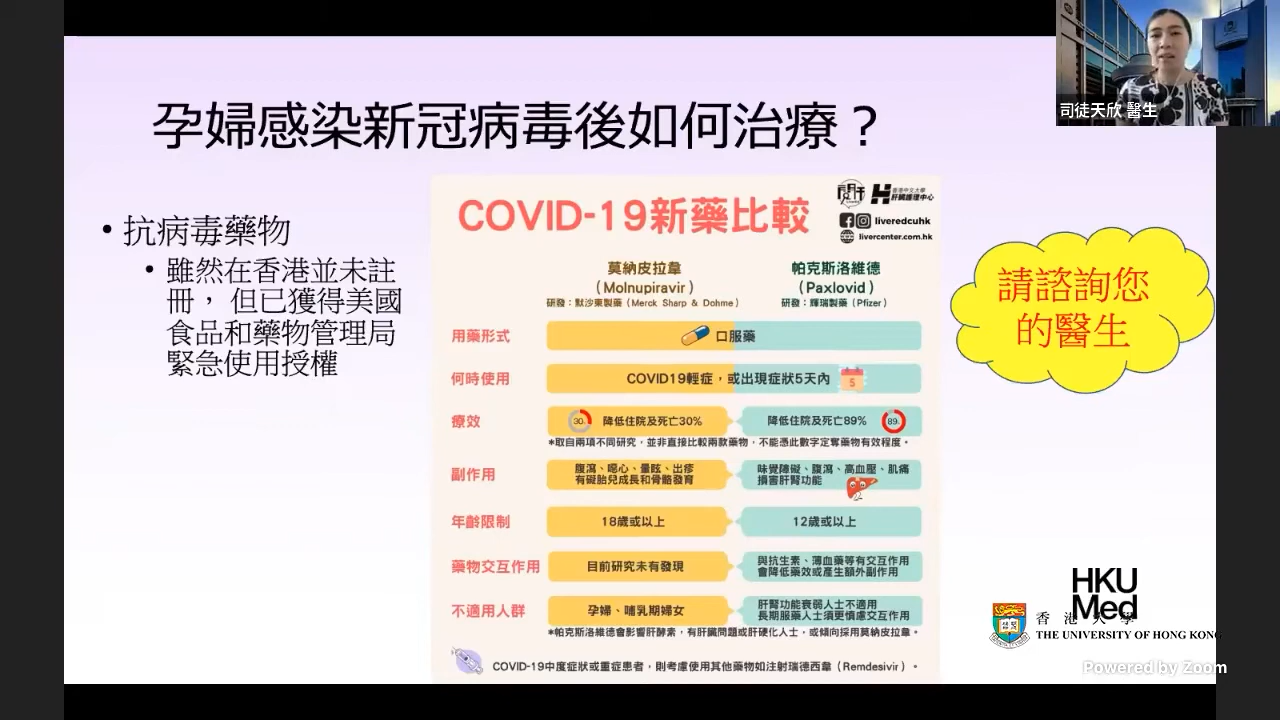 司徒天欣 醫生
孕婦感染新冠病毒後如何治療？
• 抗病毒藥物
• 雖然在香港並未註
冊， 但已獲得美國
食品和藥物管理局
緊急使用授權
COVID-19新藥比較
香港中文大學
肝臟護理中心
liveredcuhk
livercenter.com.hk
莫納皮拉韋
（Molnupiravir）
研發：默沙東製藥（Merck Sharp & Dohme）
帕克斯洛維德
（Paxlovid）
研發：輝瑞製藥（Pfizer）
用藥形式
口服藥
何時使用
COVID19輕症，或出現症狀5天內
5
療效
30%
降低住院及死亡30%
降低住院及死亡89%
89%
*取自兩項不同研究，並非直接比較兩款藥物，不能憑此數字定奪藥物有效程度。
副作用
腹瀉、噁心、暈眩、出疹
有礙胎兒成長和骨骼發育
味覺障礙、腹瀉、高血壓、肌痛
損害肝腎功能
年齡限制
18歲或以上
12歲或以上
藥物交互作用
目前研究未有發現
與抗生素、薄血藥等有交互作用
會降低藥效或產生額外副作用
不適用人群
孕婦、哺乳期婦女
肝腎功能衰弱人士不適用
長期服藥人士須更慎慮交互作用
*帕克斯洛維德會影響肝酵素，有肝臟問題或肝硬化人士，或傾向採用莫納皮拉韋。
COVID-19中度症狀或重症患者，則考慮使用其他藥物如注射瑞德西韋（Remdesivir）。
請諮詢您
的醫生
HKU
Med
香港大學
THE UNIVERSITY OF HONG KONG
Powered by Zoom